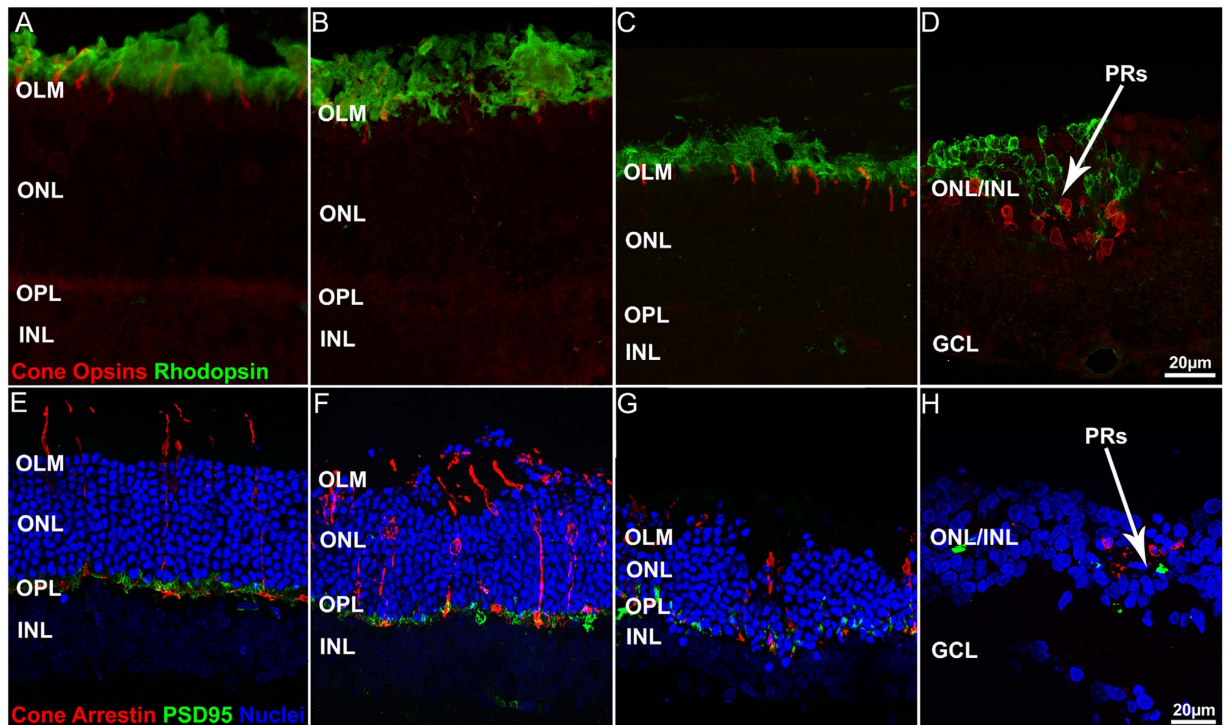 A
OLM
ONL
OPL
INL
Cone Opsins Rhodopsin
B
OLM
ONL
OPL
INL
C
OLM
ONL
OPL
INL
D
PRs
ONL/INL
GCL
20µm
E
OLM
ONL
OPL
INL
Cone Arrestin PSD95 Nuclei
F
OLM
ONL
OPL
INL
G
OLM
ONL
OPL
INL
H
PRs
ONL/INL
GCL
20µm